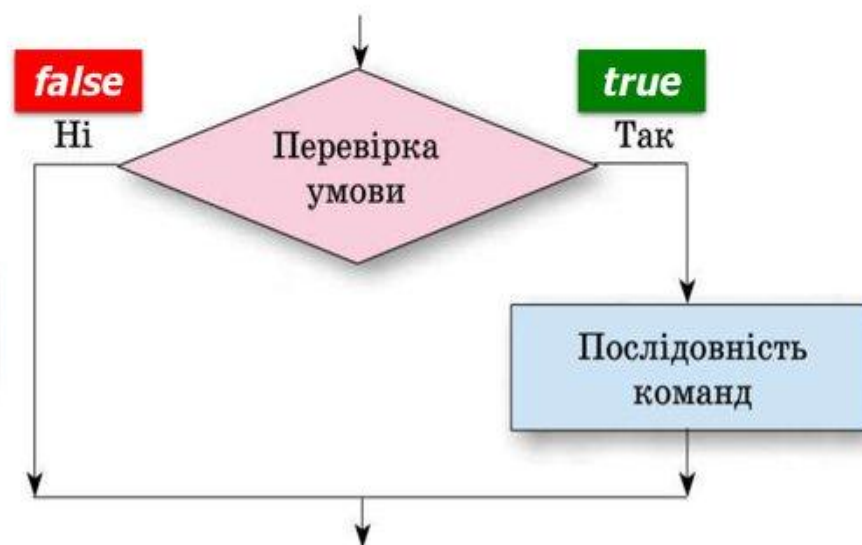 false
true
Ні
Так
Перевірка
умови
Послідовність
команд